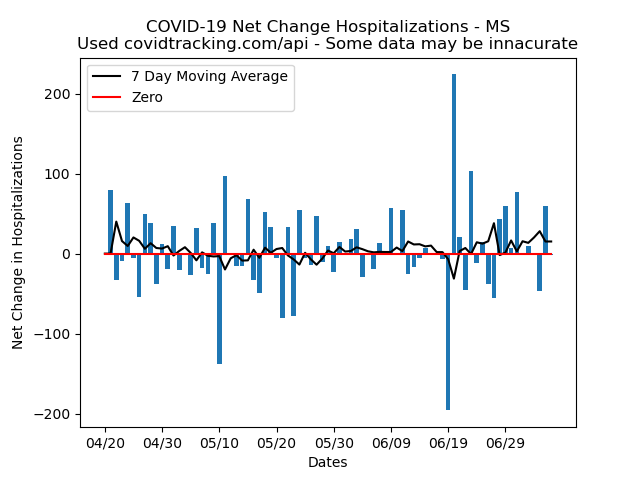 COVID-19 Net Change Hospitalizations - MS
Used covidtracking.com/api - Some data may be innacurate
7 Day Moving Average
Zero
Net Change in Hospitalizations
200
100
0
−100
−200
04/20 04/30 05/10 05/20 05/30 06/09 06/19 06/29
Dates